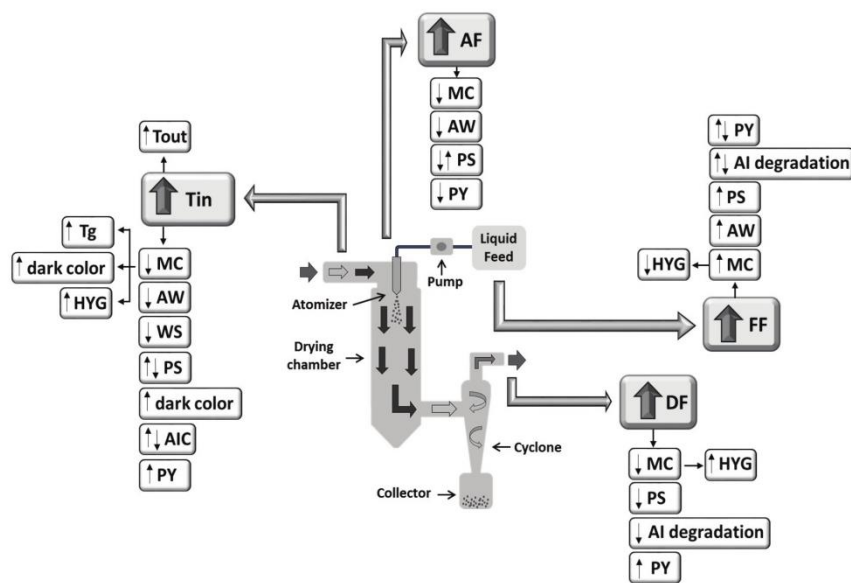 ↑ AF
↓ MC
↓ AW
↓↑ PS
↓ PY
↑ Tout
↑ Tin
↑ Tg
↑ dark color
↑ HYG
↓ MC
↓ AW
↓ WS
↑↓ PS
↑ dark color
↑↓ AIC
↑ PY
Liquid
Feed
Pump
Atomizer
Drying
chamber
Cyclone
Collector
↑↓ PY
↑↓ AI degradation
↑ PS
↑ AW
↓ HYG
↑ MC
↑ FF
↑ DF
↓ MC
↑ HYG
↓ PS
↓ AI degradation
↑ PY